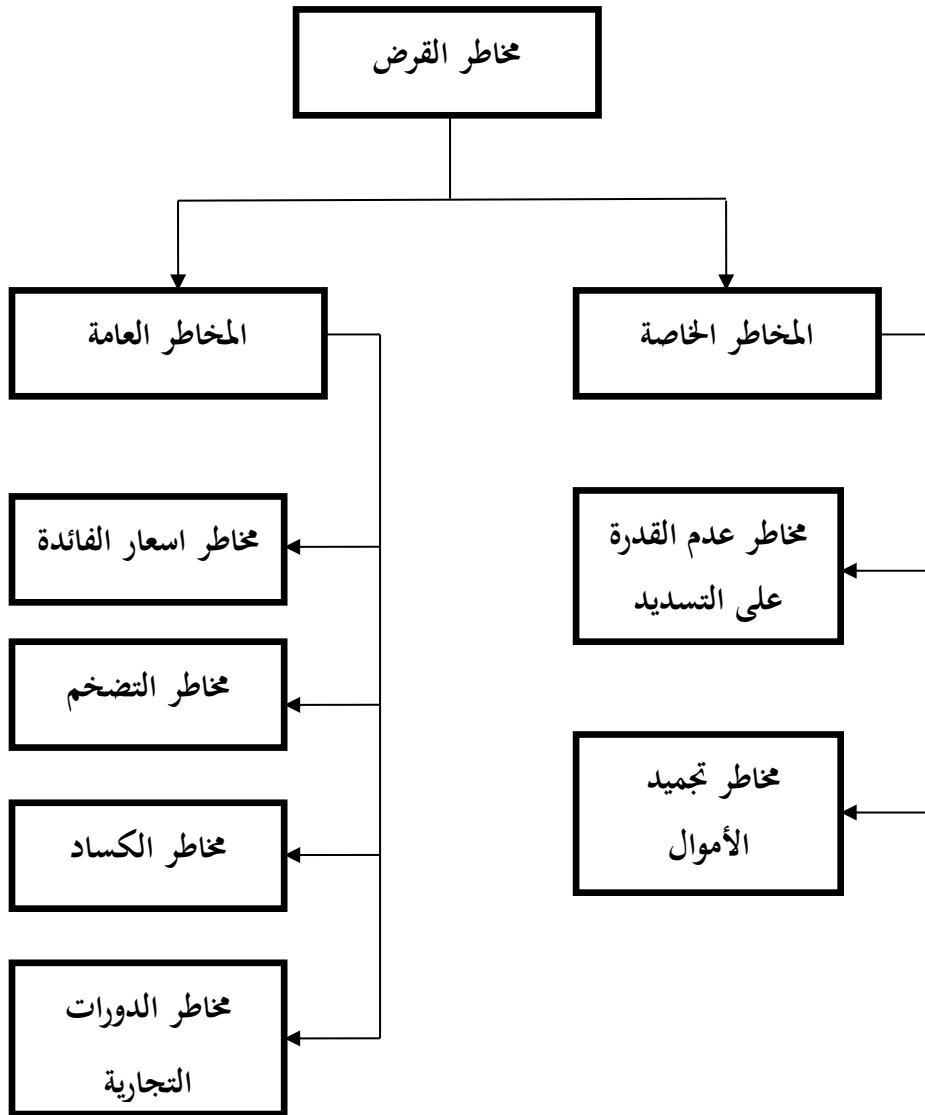 مخاطر القرض
المخاطر الخاصة
المخاطر العامة
مخاطر عدم القدرة
على التسديد
مخاطر تجميد
الأموال
مخاطر اسعار الفائدة
مخاطر التضخم
مخاطر الكساد
مخاطر الدورات
التجارية